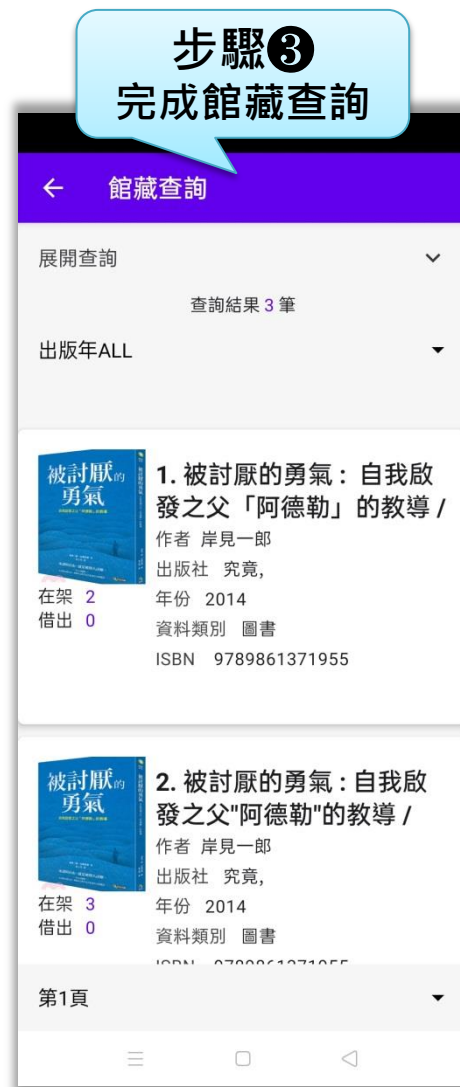 步驟❸
完成館藏查詢
館藏查詢
展開查詢
查詢結果 3 筆
出版年ALL
被討厭的
勇氣
1. 被討厭的勇氣 : 自我啟
發之父「阿德勒」的教導 /
作者 岸見一郎
出版社 究竟,
在架 2
年份 2014
借出 0
資料類別 圖書
ISBN 9789861371955
被討厭的
勇氣
2. 被討厭的勇氣 : 自我啟
發之父"阿德勒"的教導 /
作者 岸見一郎
出版社 究竟,
在架 3
年份 2014
借出 0
資料類別 圖書
第1頁